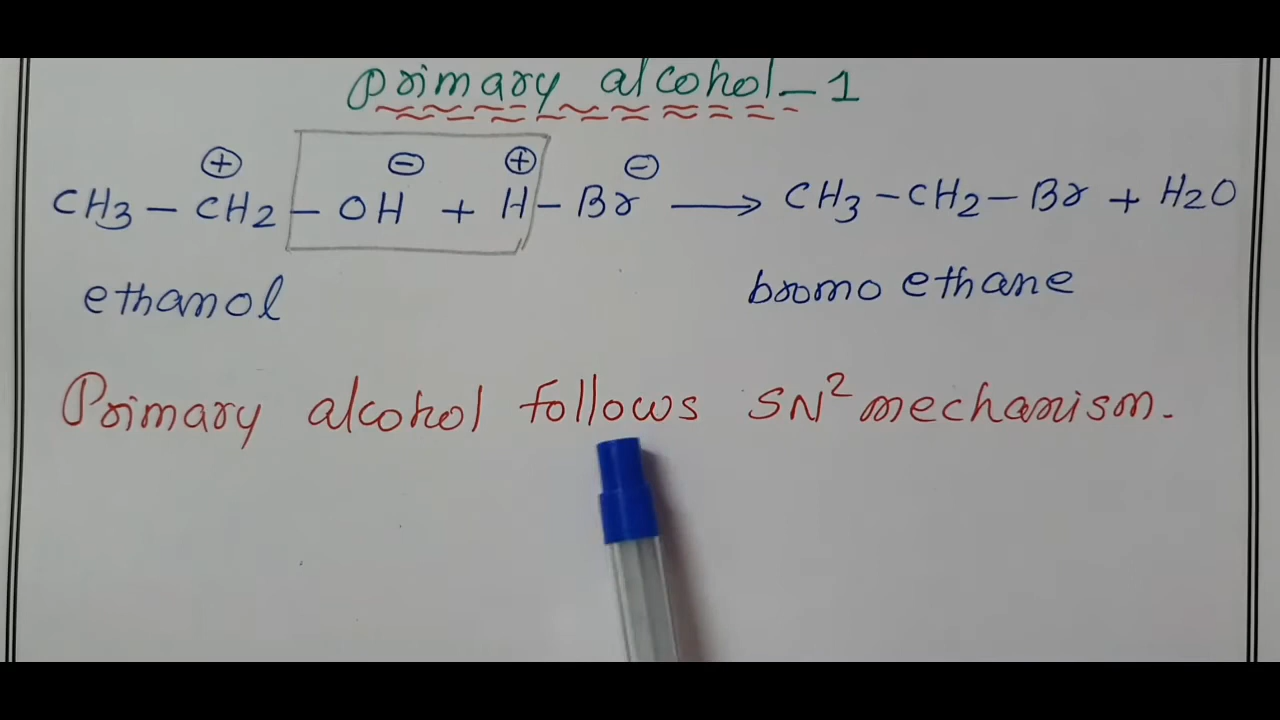 primary alcohol-1
⊕ ⊖ ⊕ ⊖
CH3 - CH2 - OH + H - Br ⟶ CH3 - CH2 - Br + H2O
ethanol bromo ethane
Primary alcohol follows SN² mechanism.